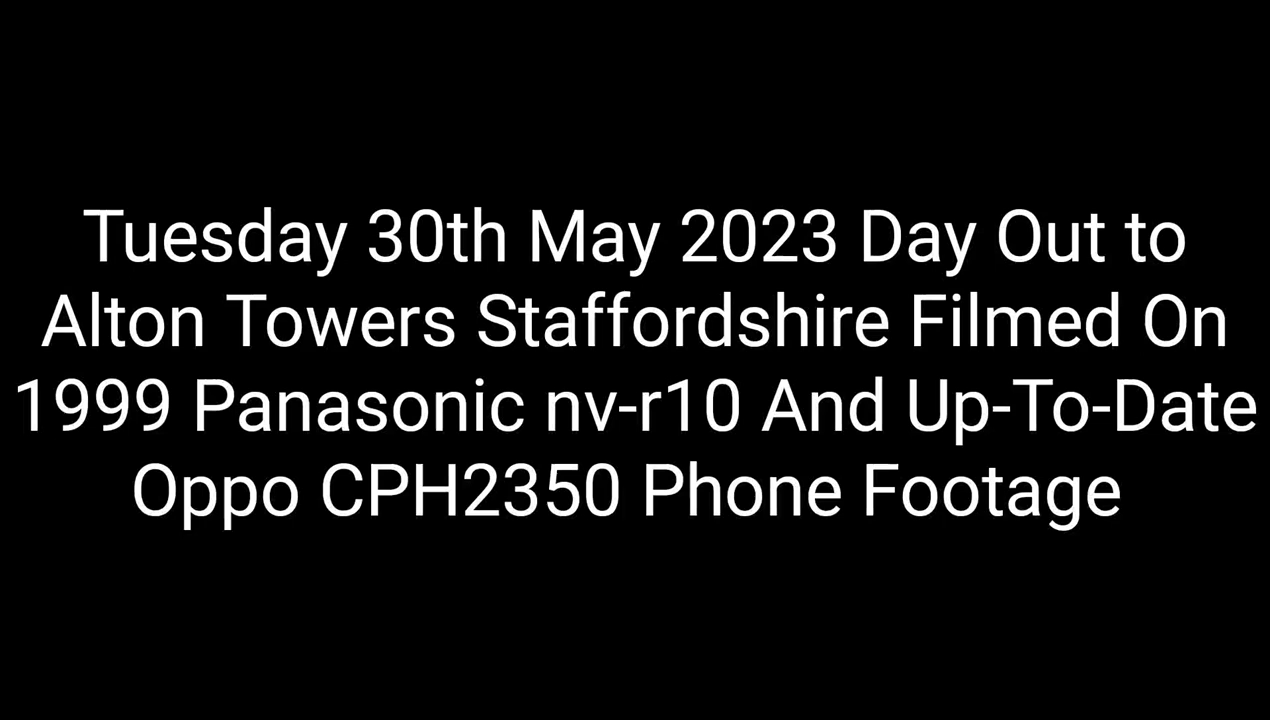 Tuesday 30th May 2023 Day Out to
Alton Towers Staffordshire Filmed On
1999 Panasonic nv-r10 And Up-To-Date
Oppo CPH2350 Phone Footage